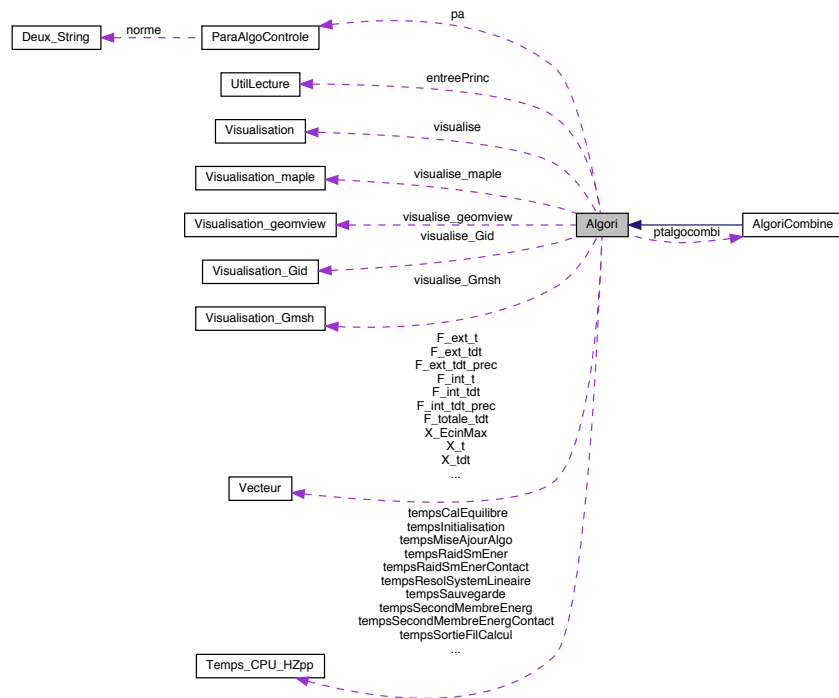 pa
norme
Deux_String
ParaAlgoControle
entreePrinc
UtilLecture
visualise
Visualisation
visualise_maple
Visualisation_maple
visualise_geomview
Visualisation_geomview
Algori
AlgoriCombine
ptalgocombi
visualise_Gid
Visualisation_Gid
visualise_Gmsh
Visualisation_Gmsh
F_ext_t
F_ext_tdt
F_ext_tdt_prec
F_int_t
F_int_tdt
F_int_tdt_prec
F_totale_tdt
X_EcinMax
X_t
X_tdt
...
Vecteur
tempsCalEquilibre
tempsInitialisation
tempsMiseAjourAlgo
tempsRaidSmEner
tempsRaidSmEnerContact
tempsResolSystemLineaire
tempsSauvegarde
tempsSecondMembreEnerg
tempsSecondMembreEnergContact
tempsSortieFilCalcul
...
Temps_CPU_HZpp